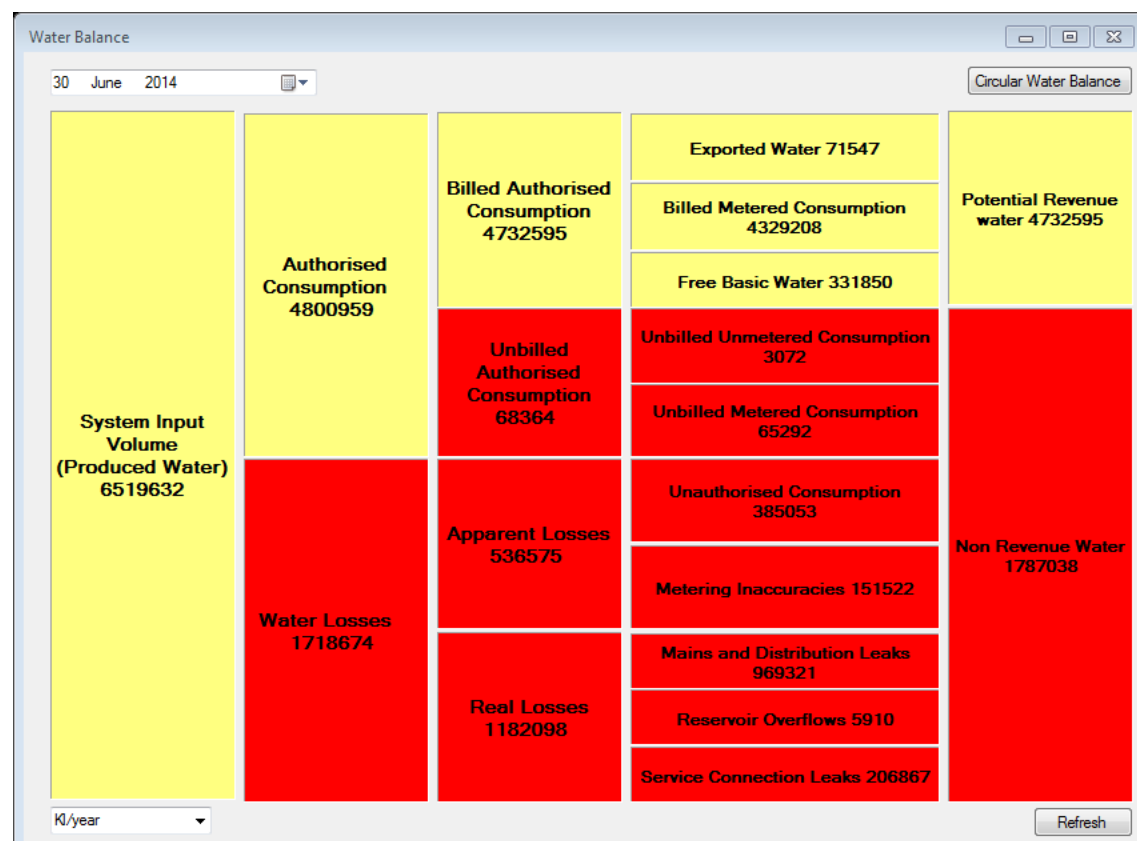 Water Balance
30 June 2014
Circular Water Balance
System Input
Volume
(Produced Water)
6519632
Authorised
Consumption
4800959
Water Losses
1718674
Billed Authorised
Consumption
4732595
Unbilled
Authorised
Consumption
68364
Apparent Losses
536575
Real Losses
1182098
Exported Water 71547
Billed Metered Consumption
4329208
Free Basic Water 331850
Unbilled Unmetered Consumption
3072
Unbilled Metered Consumption
65292
Unauthorised Consumption
385053
Metering Inaccuracies 151522
Mains and Distribution Leaks
969321
Reservoir Overflows 5910
Service Connection Leaks 206867
Potential Revenue
water 4732595
Non Revenue Water
1787038
Kl/year
Refresh